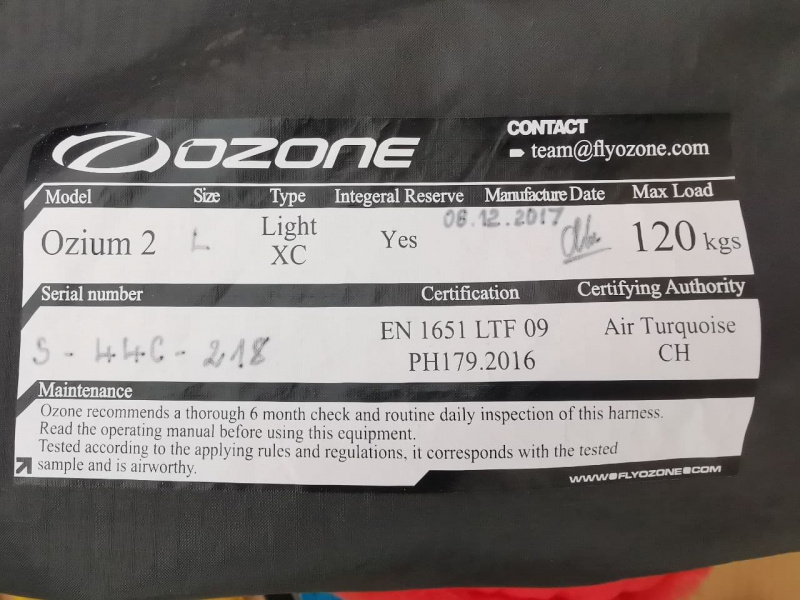 OZONE
CONTACT
team@flyozone.com
Model Size Type Integeral Reserve Manufacture Date Max Load
Ozium 2 L Light XC Yes 08.12.2017 120 kgs
Serial number Certification Certifying Authority
S-44C-218 EN 1651 LTF 09 Air Turquoise
PH179.2016 CH
Maintenance
Ozone recommends a thorough 6 month check and routine daily inspection of this harness.
Read the operating manual before using this equipment.
Tested according to the applying rules and regulations, it corresponds with the tested
sample and is airworthy.
WWW.FLYOZONE.COM